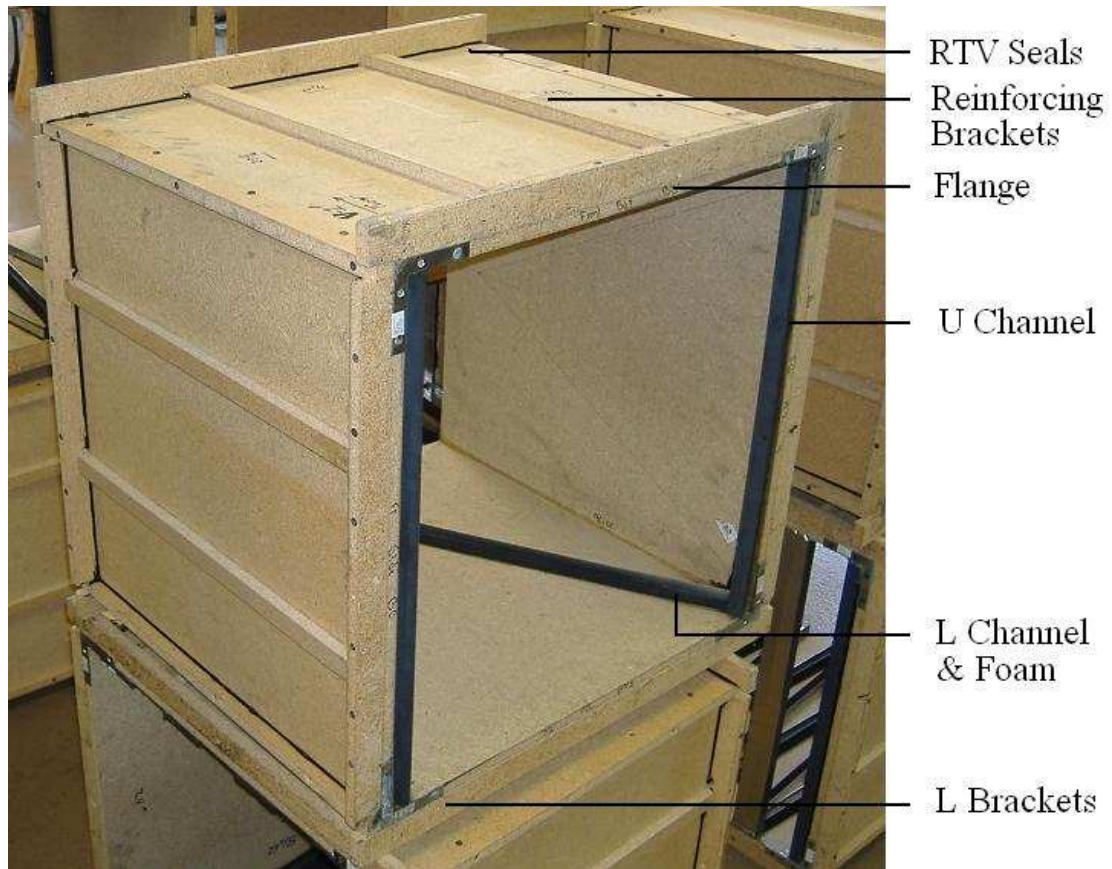 RTV Seals
Reinforcing
Brackets
Flange
U Channel
L Channel
& Foam
L Brackets